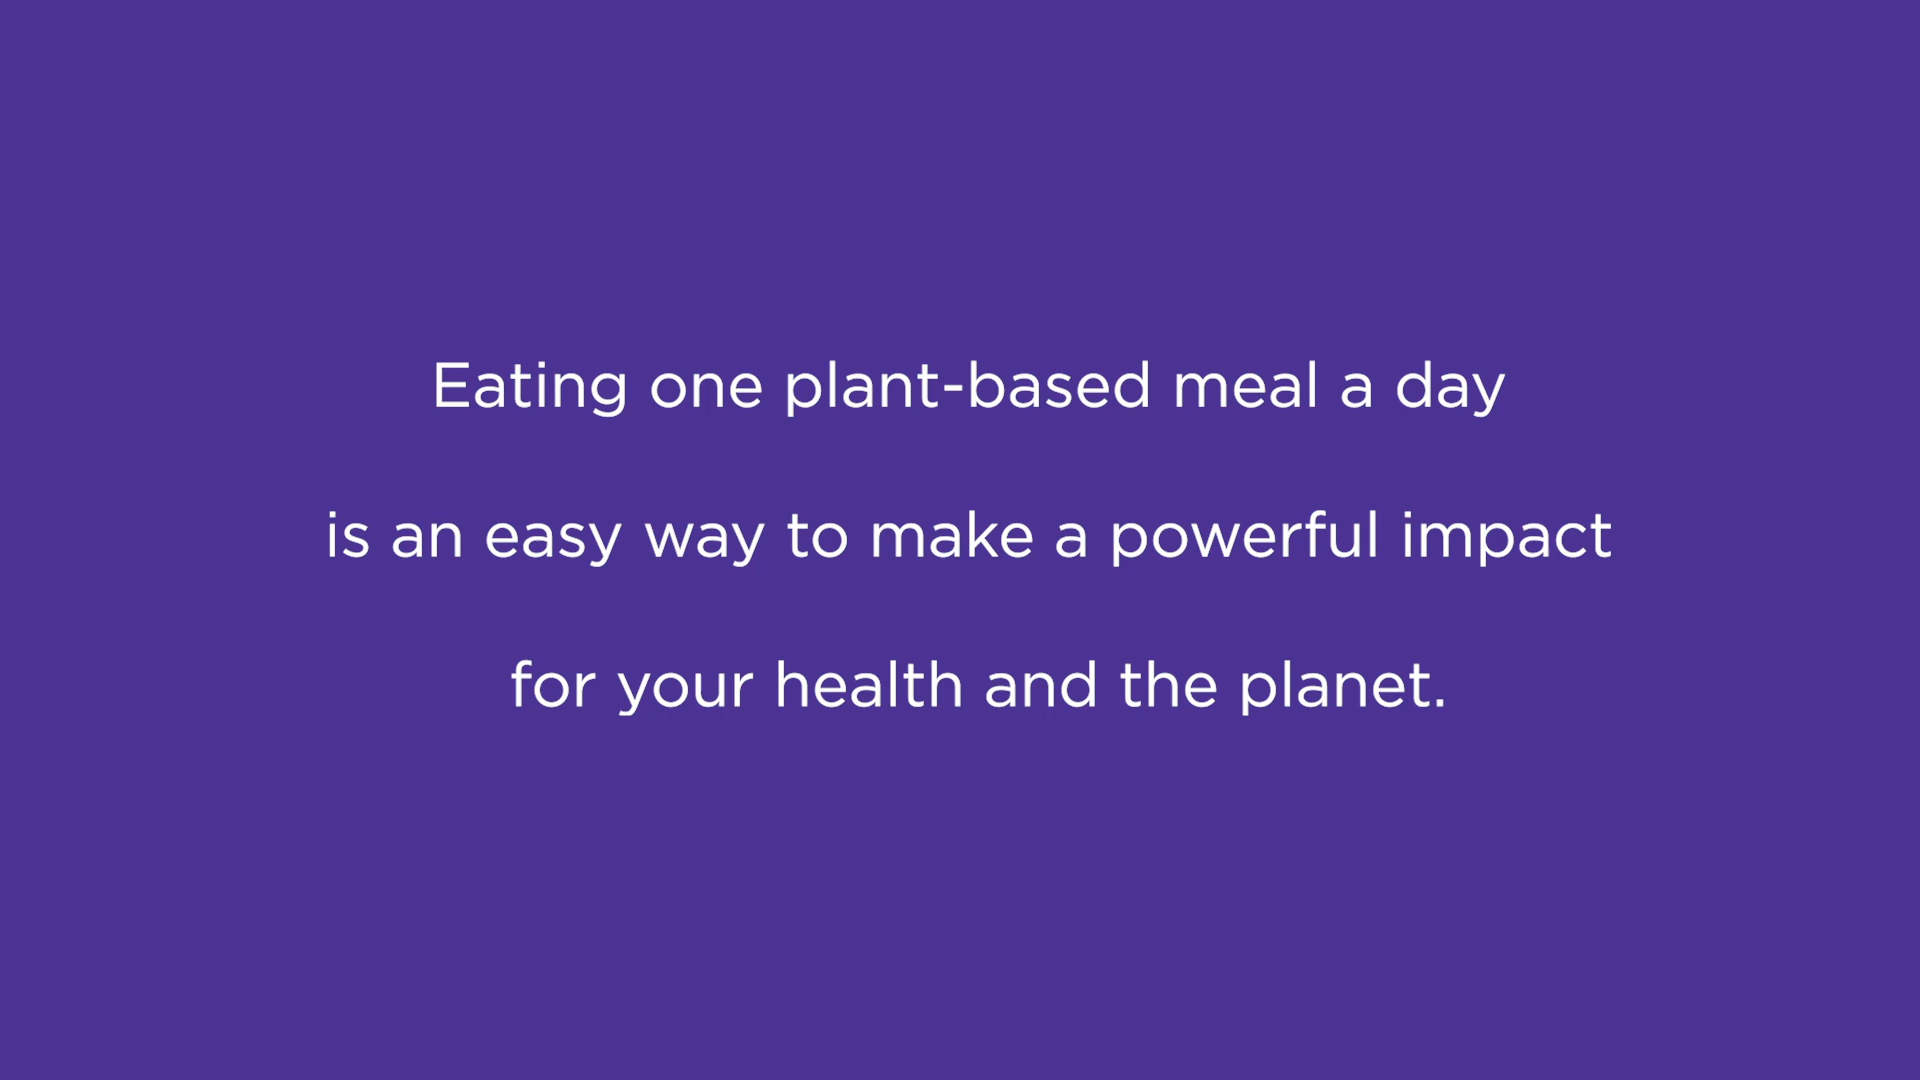 Eating one plant-based meal a day
is an easy way to make a powerful impact
for your health and the planet.